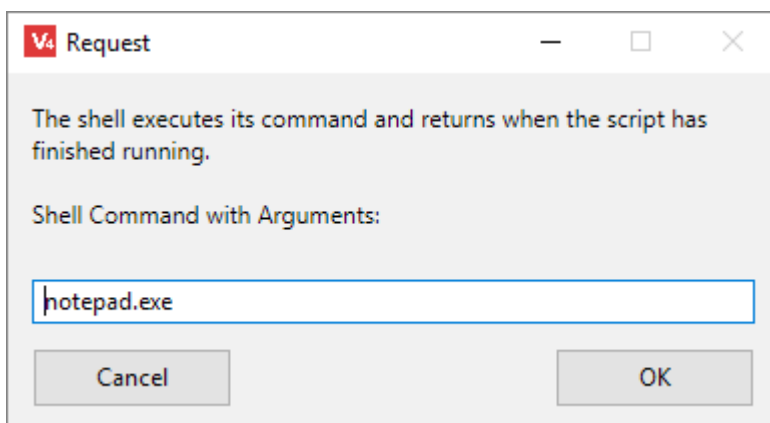 V4 Request
The shell executes its command and returns when the script has
finished running.
Shell Command with Arguments:
notepad.exe
Cancel OK